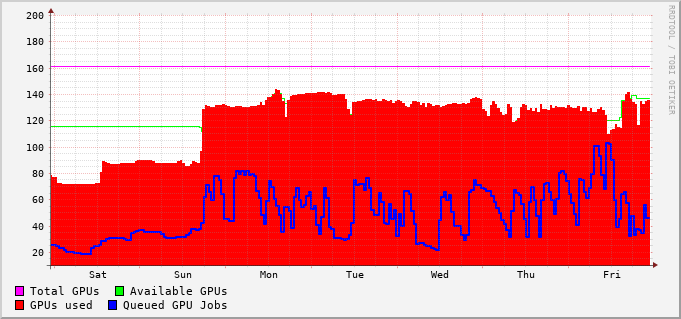 200
180
160
140
120
100
80
60
40
20
Sat Sun Mon Tue Wed Thu Fri
Total GPUs Available GPUs
GPUs used Queued GPU Jobs
RRDTOOL / TOBI OETIKER